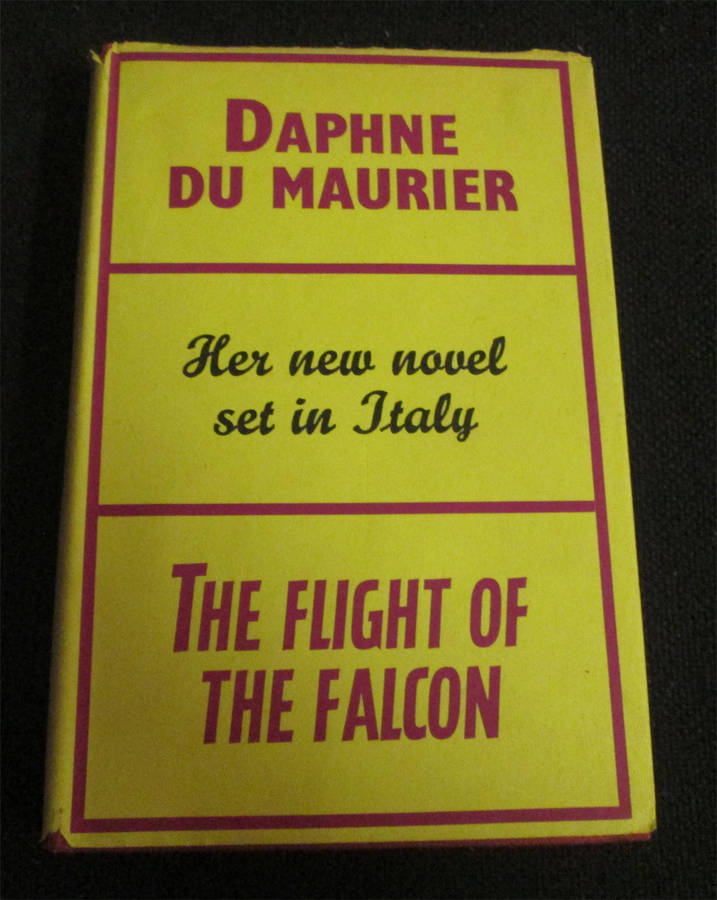 DAPHNE
DU MAURIER
Her new novel
set in Italy
THE FLIGHT OF
THE FALCON